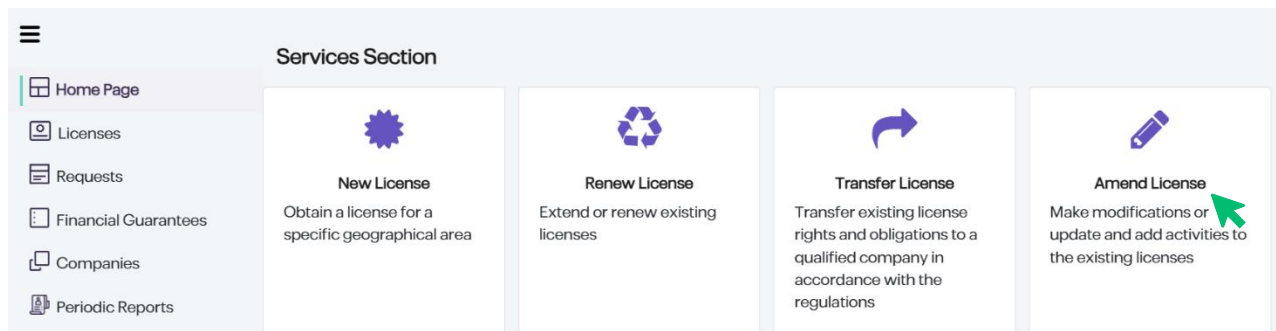 Services Section
Home Page
Licenses
Requests
Financial Guarantees
Companies
Periodic Reports
New License
Obtain a license for a
specific geographical area
Renew License
Extend or renew existing
licenses
Transfer License
Transfer existing license
rights and obligations to a
qualified company in
accordance with the
regulations
Amend License
Make modifications or
update and add activities to
the existing licenses